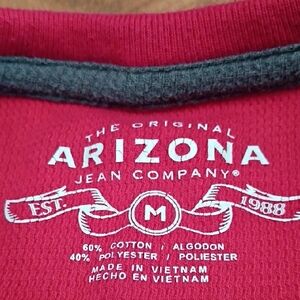 THE ORIGINAL
ARIZONA
JEAN COMPANY®
EST. M 1988
60% COTTON / ALGODON
40% POLYESTER / POLIESTER
MADE IN VIETNAM
HECHO EN VIETNAM